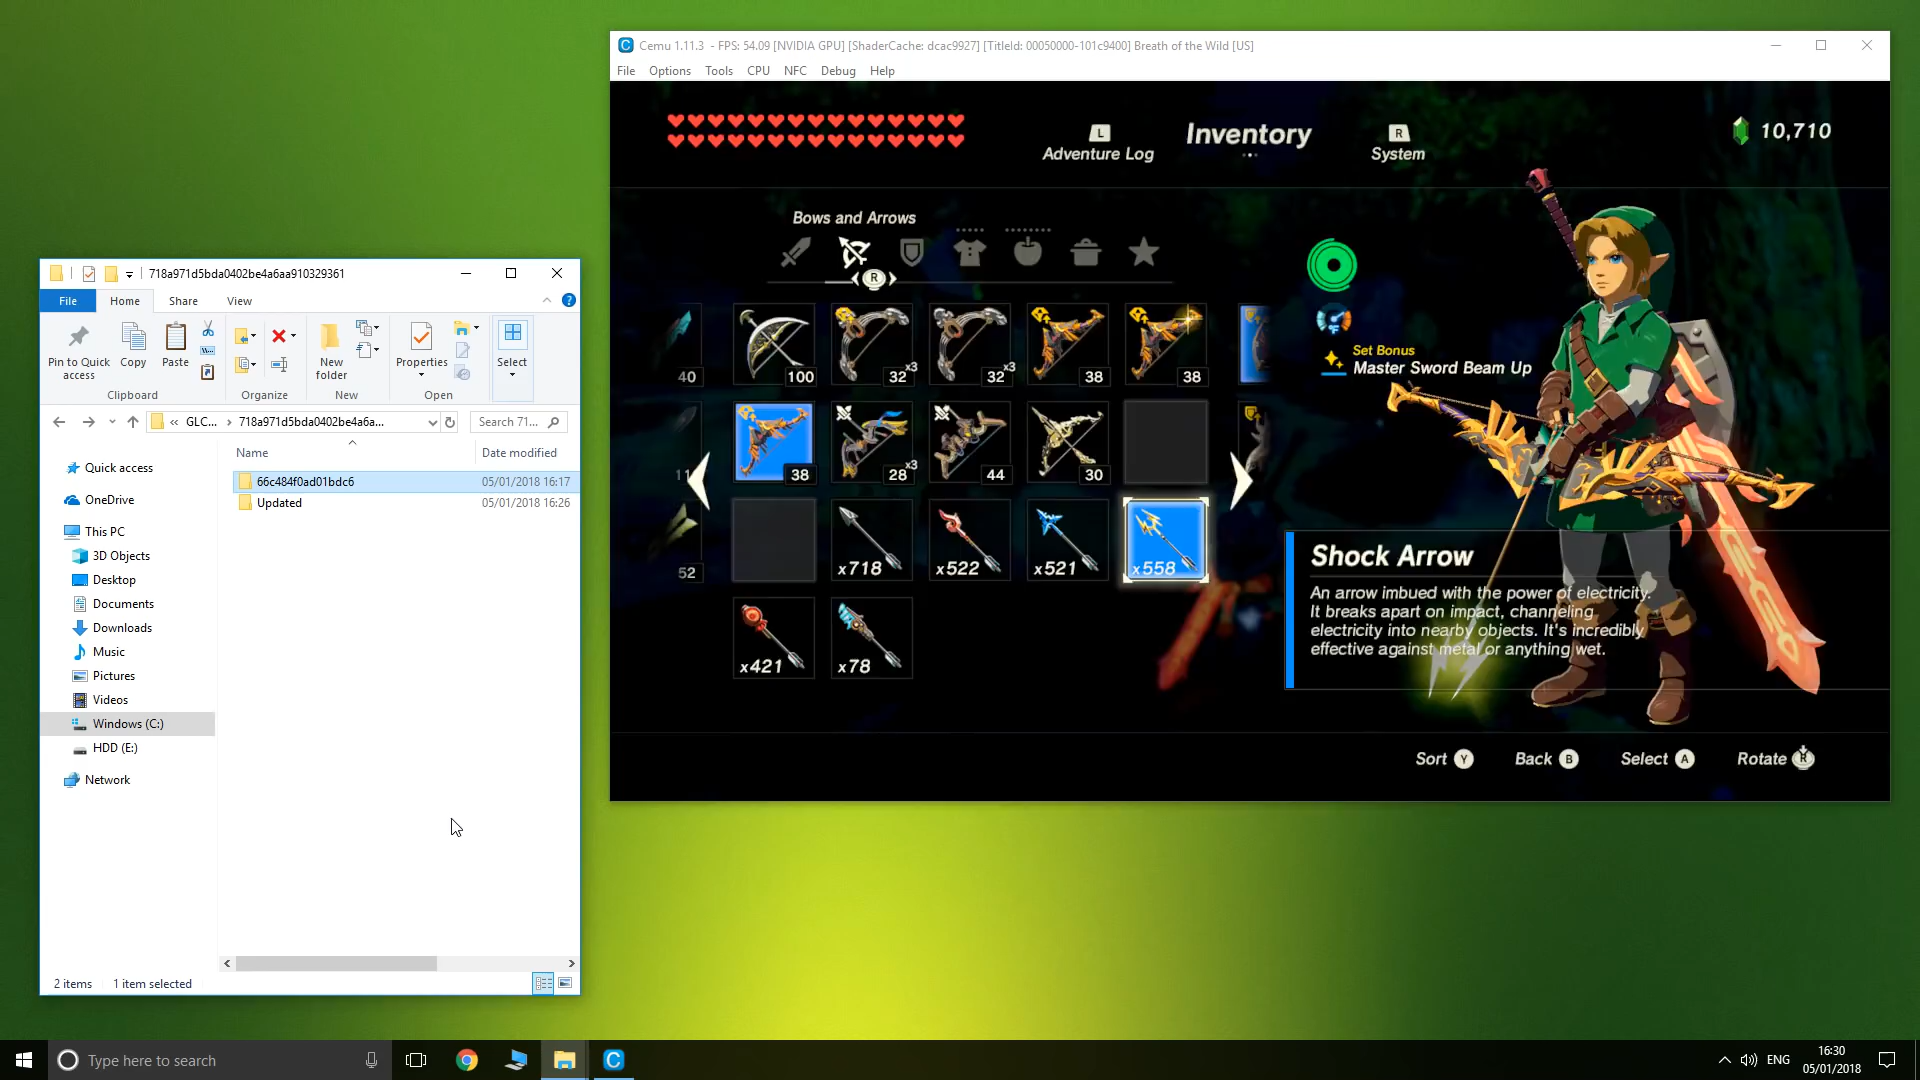 718a971d5bda0402be4a6aa910329361
File
Home
Share
View
Pin to Quick access
Copy
Paste
New folder
Properties
Select
Clipboard
Organize
New
Open
« GLC... › 718a971d5bda0402be4a6a...
Search 71...
Name
Date modified
66c484f0ad01bdc6
05/01/2018 16:17
Updated
05/01/2018 16:26
Quick access
OneDrive
This PC
3D Objects
Desktop
Documents
Downloads
Music
Pictures
Videos
Windows (C:)
HDD (E:)
Network
2 items
1 item selected
Cemu 1.11.3 - FPS: 54.09 [NVIDIA GPU] [ShaderCache: dcac9927] [TitleId: 00050000-101c9400] Breath of the Wild [US]
File
Options
Tools
CPU
NFC
Debug
Help
L
Adventure Log
Inventory
R
System
10,710
Bows and Arrows
R
40
100
32 x3
32 x3
38
38
11
38
28 x3
44
30
52
x718
x522
x521
x558
x421
x78
Set Bonus
Master Sword Beam Up
Shock Arrow
An arrow imbued with the power of electricity.
It breaks apart on impact, channeling
electricity into nearby objects. It's incredibly
effective against metal or anything wet.
Sort Y
Back B
Select A
Rotate R
Type here to search
ENG
16:30
05/01/2018